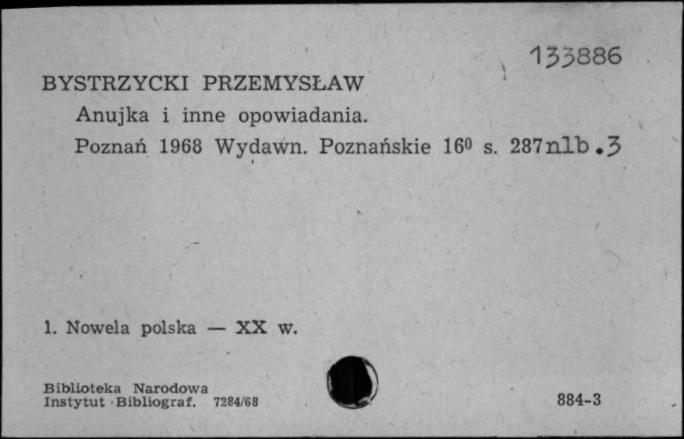 133886
BYSTRZYCKI PRZEMYSŁAW
Anujka i inne opowiadania.
Poznań 1968 Wydawn. Poznańskie 16º s. 287nlb.3
1. Nowela polska — XX w.
Biblioteka Narodowa
Instytut Bibliograf. 7284/68
884-3